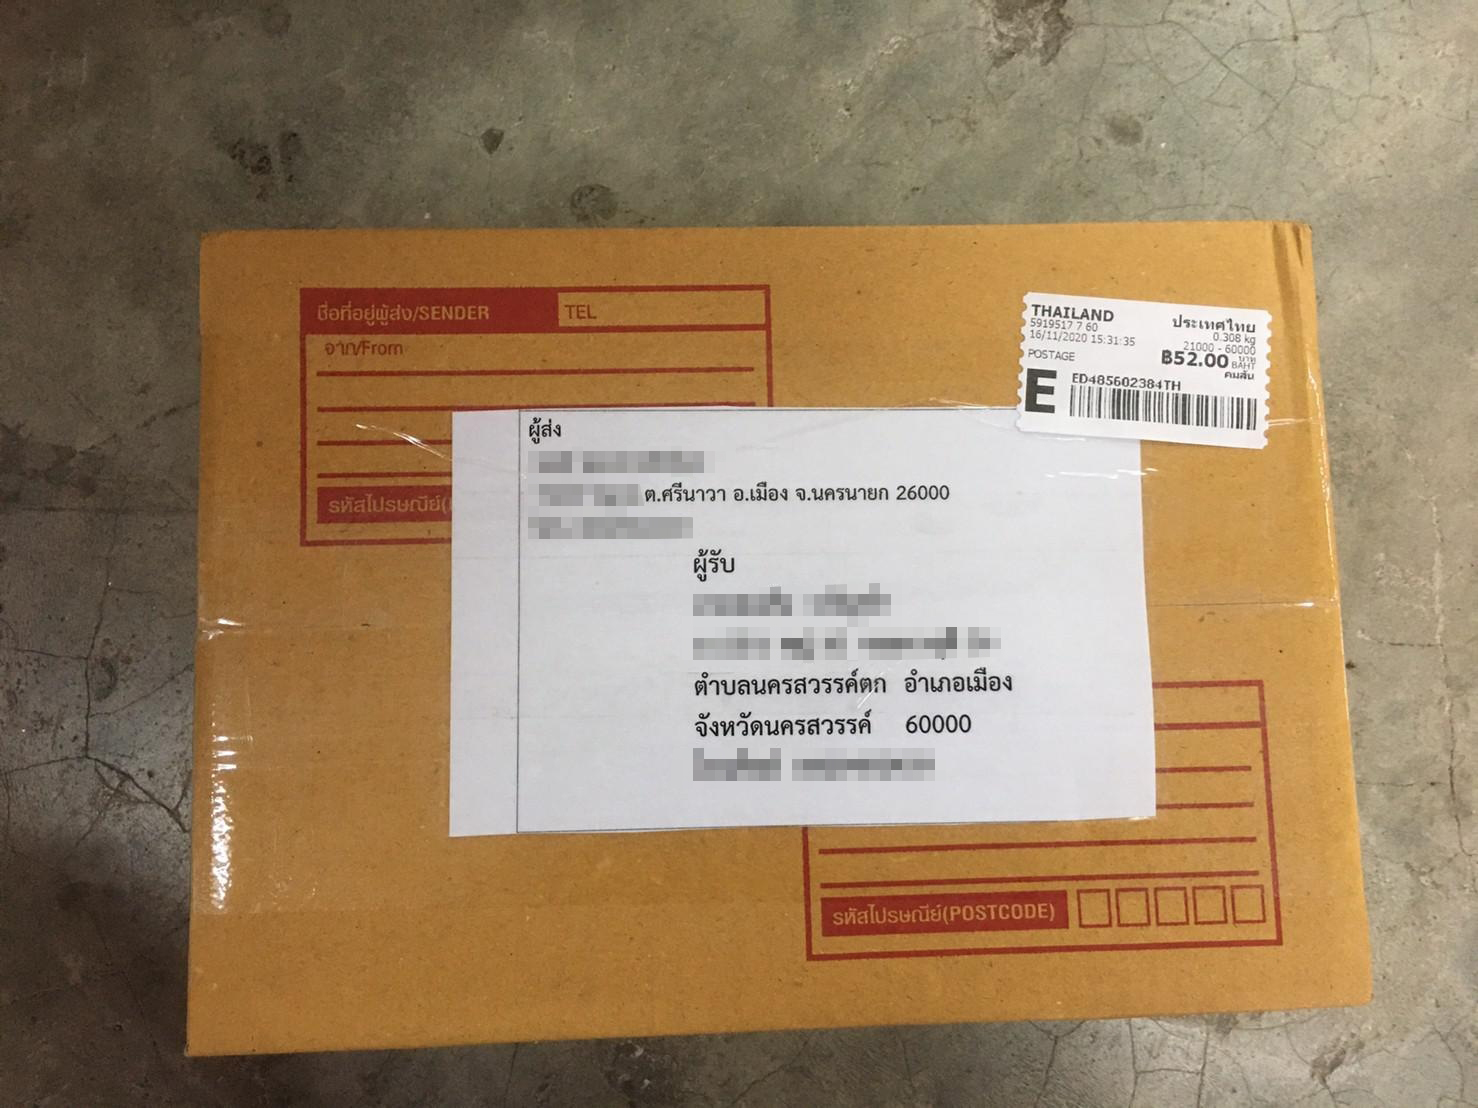 ชื่อที่อยู่ผู้ส่ง/SENDER TEL
จาก/From
รหัสไปรษณีย์(
THAILAND ประเทศไทย
5919517 7 60 0.308 kg
16/11/2020 15:31:35 21000 - 60000
POSTAGE ฿52.00 บาท BAHT
คมสัน
E ED485602384TH
ผู้ส่ง
ต.ศรีนาวา อ.เมือง จ.นครนายก 26000
ผู้รับ
ตำบลนครสวรรค์ตก อำเภอเมือง
จังหวัดนครสวรรค์ 60000
รหัสไปรษณีย์(POSTCODE)